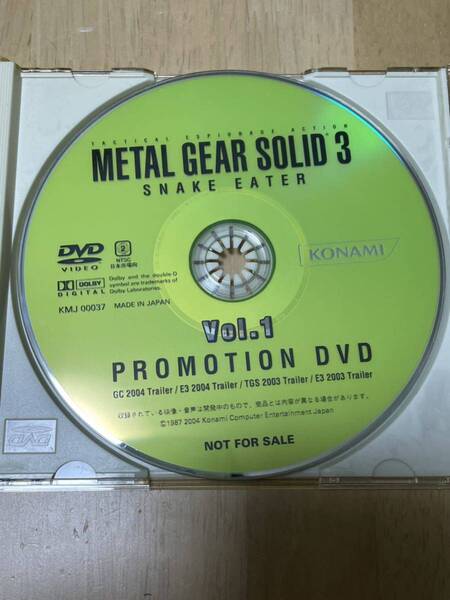 TACTICAL ESPIONAGE ACTION
METAL GEAR SOLID 3
SNAKE EATER
DVD
VIDEO
2
NTSC
日本市場向
KONAMI
DOLBY
DIGITAL
Dolby and the double-D
symbol are trademarks of
Dolby Laboratories.
KMJ 00037 MADE IN JAPAN
Vol.1
PROMOTION DVD
GC 2004 Trailer / E3 2004 Trailer / TGS 2003 Trailer / E3 2003 Trailer
収録されている映像・音声は開発中のもので、商品とは内容が異なる場合があります。
©1987 2004 Konami Computer Entertainment Japan
NOT FOR SALE
DVD